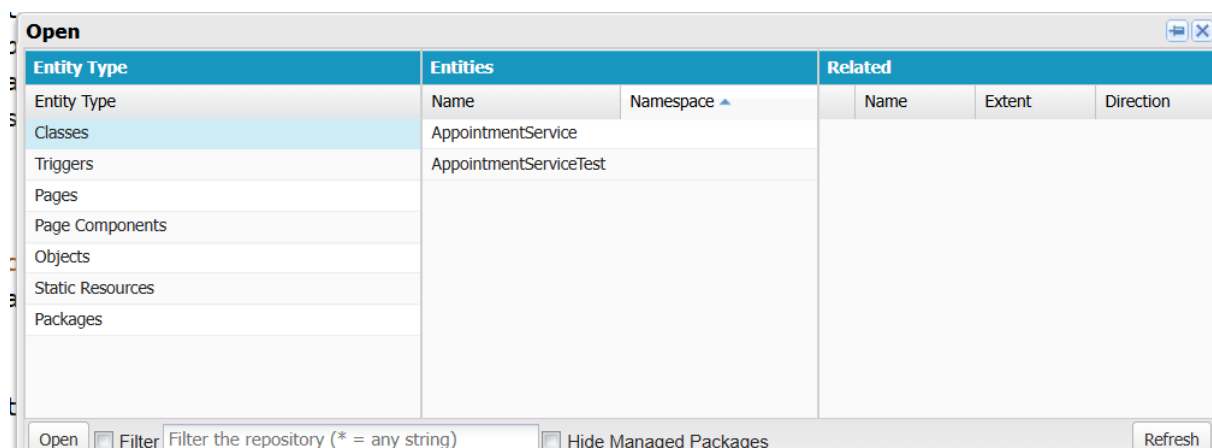 Open
Entity Type Entities Related
Entity Type Name Namespace Name Extent Direction
Classes AppointmentService
Triggers AppointmentServiceTest
Pages
Page Components
Objects
Static Resources
Packages
Open Filter Filter the repository (* = any string) Hide Managed Packages Refresh